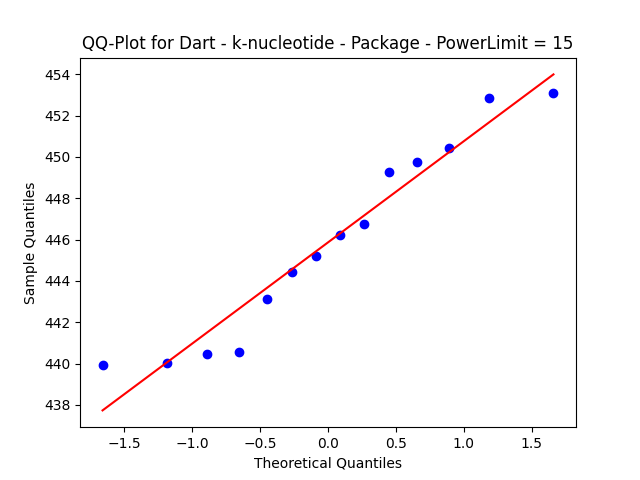 QQ-Plot for Dart - k-nucleotide - Package - PowerLimit = 15
454
452
450
448
446
444
442
440
438
Sample Quantiles
−1.5 −1.0 −0.5 0.0 0.5 1.0 1.5
Theoretical Quantiles